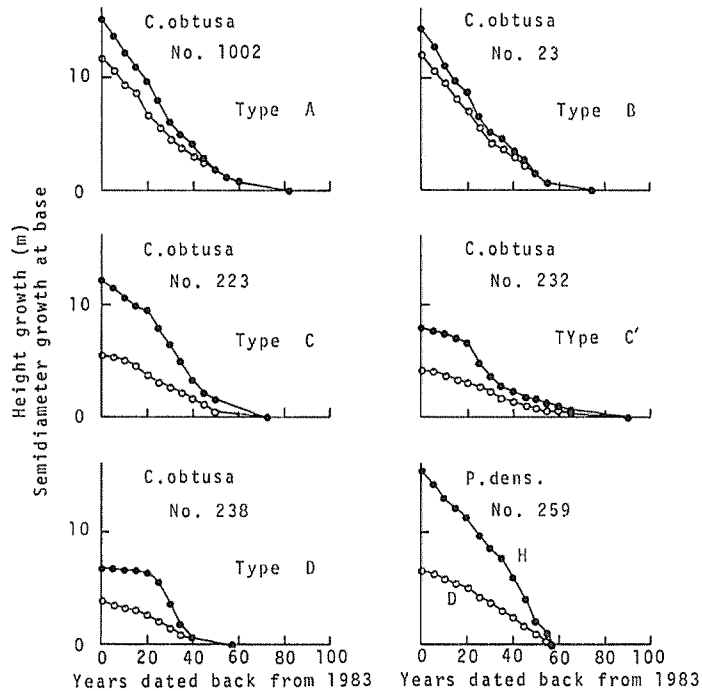 Height growth (m)
Semidiameter growth at base
C.obtusa
No. 1002
Type A
10
0
C.obtusa
No. 23
Type B
C.obtusa
No. 223
Type C
10
0
C.obtusa
No. 232
TYpe C′
C.obtusa
No. 238
Type D
10
0
0 20 40 60 80 100
Years dated back from 1983
P.dens.
No. 259
H
D
0 20 40 60 80 100
Years dated back from 1983